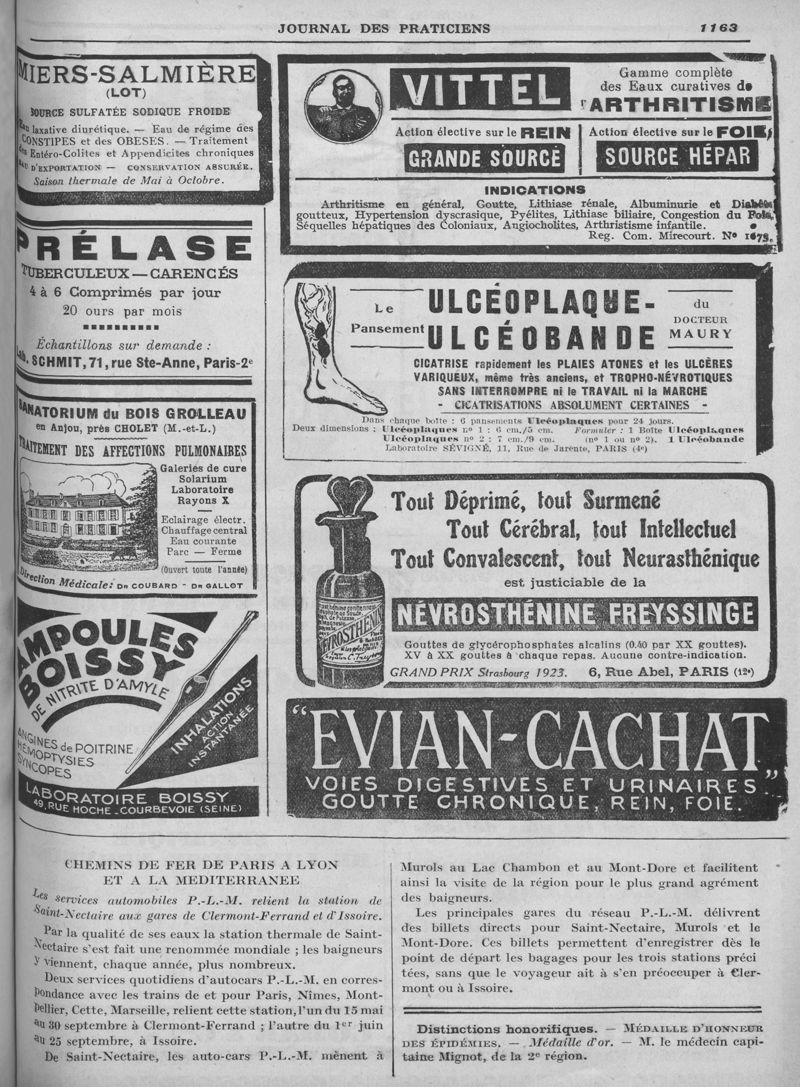 JOURNAL DES PRATICIENS
1163
MIERS-SALMIÈRE
(LOT)
SOURCE SULFATÉE SODIQUE FROIDE
Eau laxative diurétique. — Eau de régime des
CONSTIPES et des OBESES. — Traitement
des Entéro-Colites et Appendicites chroniques
EAU D'EXPORTATION — CONSERVATION ABSURÉE.
Saison thermale de Mai à Octobre.
PRÉLASE
TUBERCULEUX — CARENCÉS
4 à 6 Comprimés par jour
20 ours par mois
Échantillons sur demande :
Lab. SCHMIT, 71, rue Ste-Anne, Paris-2e
SANATORIUM du BOIS GROLLEAU
en Anjou, près CHOLET (M.-et-L.)
TRAITEMENT DES AFFECTIONS PULMONAIRES
Galeries de cure
Solarium
Laboratoire
Rayons X
Eclairage électr.
Chauffage central
Eau courante
Parc — Ferme
(Ouvert toute l'année)
Direction Médicale: DR COUBARD - DR GALLOT
AMPOULES
BOISSY
DE NITRITE D'AMYLE
INHALATIONS
ACTION
INSTANTANÉE
ANGINES de POITRINE
HÉMOPTYSIES
SYNCOPES
LABORATOIRE BOISSY
49, RUE HOCHE_COURBEVOIE (SEINE)
VITTEL
Gamme complète
des Eaux curatives de
l'ARTHRITISME
Action élective sur le REIN
GRANDE SOURCE
Action élective sur le FOIE
SOURCE HÉPAR
INDICATIONS
Arthritisme en général, Goutte, Lithiase rénale, Albuminurie et Diabète
goutteux, Hypertension dyscrasique, Pyélites, Lithiase biliaire, Congestion du Foie,
Séquelles hépatiques des Coloniaux, Angiocholites, Arthristisme infantile.
Reg. Com. Mirecourt. No 1673.
Le
Pansement
ULCÉOPLAQUE-
ULCÉOBANDE
du
DOCTEUR
MAURY
CICATRISE rapidement les PLAIES ATONES et les ULCÈRES
VARIQUEUX, même très anciens, et TROPHO-NÉVROTIQUES
SANS INTERROMPRE ni le TRAVAIL ni la MARCHE
- CICATRISATIONS ABSOLUMENT CERTAINES -
Dans chaque boîte : 6 pansements Ulcéoplaques pour 24 jours.
Deux dimensions ; Ulcéoplaques no 1 : 6 cm./5 cm. Formuler : 1 Boîte Ulcéoplaques
Ulcéoplaques no 2 : 7 cm./9 cm. (no 1 ou no 2). 1 Ulcéobande
Laboratoire SÉVIGNÉ, 11, Rue de Jarente, PARIS (4e)
Tout Déprimé, tout Surmené
Tout Cérébral, tout Intellectuel
Tout Convalescent, tout Neurasthénique
est justiciable de la
NÉVROSTHÉNINE FREYSSINGE
Gouttes de glycérophosphates alcalins (0.40 par XX gouttes).
XV à XX gouttes à chaque repas. Aucune contre-indication.
GRAND PRIX Strasbourg 1923. 6, Rue Abel, PARIS (12e)
"EVIAN-CACHAT"
VOIES DIGESTIVES ET URINAIRES.
GOUTTE CHRONIQUE, REIN, FOIE.
CHEMINS DE FER DE PARIS A LYON
ET A LA MEDITERRANEE
Les services automobiles P.-L.-M. relient la station de
Saint-Nectaire aux gares de Clermont-Ferrand et d'Issoire.
Par la qualité de ses eaux la station thermale de Saint-
Nectaire s'est fait une renommée mondiale ; les baigneurs
y viennent, chaque année, plus nombreux.
Deux services quotidiens d'autocars P.-L.-M. en corres-
pondance avec les trains de et pour Paris, Nîmes, Mont-
pellier, Cette, Marseille, relient cette station, l'un du 15 mai
au 30 septembre à Clermont-Ferrand ; l'autre du 1er juin
au 25 septembre, à Issoire.
De Saint-Nectaire, les auto-cars P.-L.-M. mènent à
Murols au Lac Chambon et au Mont-Dore et facilitent
ainsi la visite de la région pour le plus grand agrément
des baigneurs.
Les principales gares du réseau P.-L.-M. délivrent
des billets directs pour Saint-Nectaire, Murols et le
Mont-Dore. Ces billets permettent d'enregistrer dès le
point de départ les bagages pour les trois stations préci
tées, sans que le voyageur ait à s'en préoccuper à Cler-
mont ou à Issoire.
Distinctions honorifiques. — MÉDAILLE D'HONNEUR
DES ÉPIDÉMIES. — Médaille d'or. — M. le médecin capi-
taine Mignot, de la 2e région.